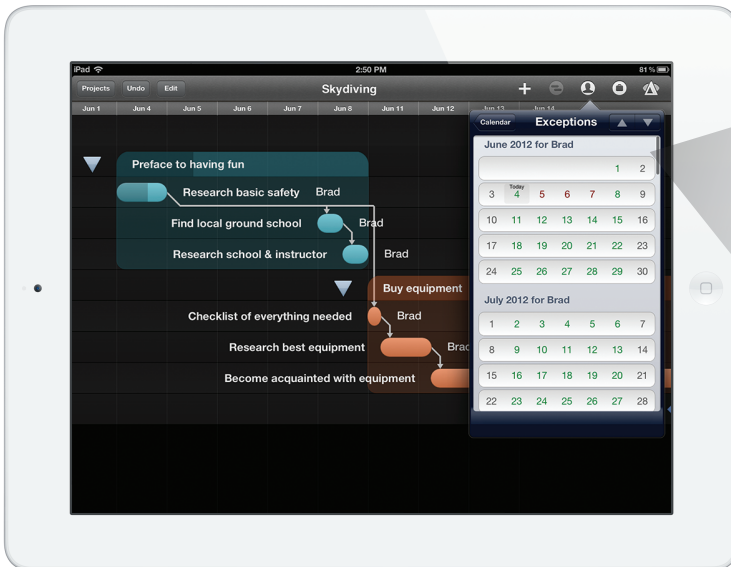 iPad 2:50 PM 81 %
Projects Undo Edit Skydiving
Jun 1 Jun 4 Jun 5 Jun 6 Jun 7 Jun 8 Jun 11 Jun 12 Jun 13 Jun 14
Calendar Exceptions
June 2012 for Brad
1 2
Today
3 4 5 6 7 8 9
10 11 12 13 14 15 16
17 18 19 20 21 22 23
24 25 26 27 28 29 30
July 2012 for Brad
1 2 3 4 5 6 7
8 9 10 11 12 13 14
15 16 17 18 19 20 21
22 23 24 25 26 27 28
Preface to having fun
Research basic safety Brad
Find local ground school Brad
Research school & instructor Brad
Buy equipment
Checklist of everything needed Brad
Research best equipment Brad
Become acquainted with equipment